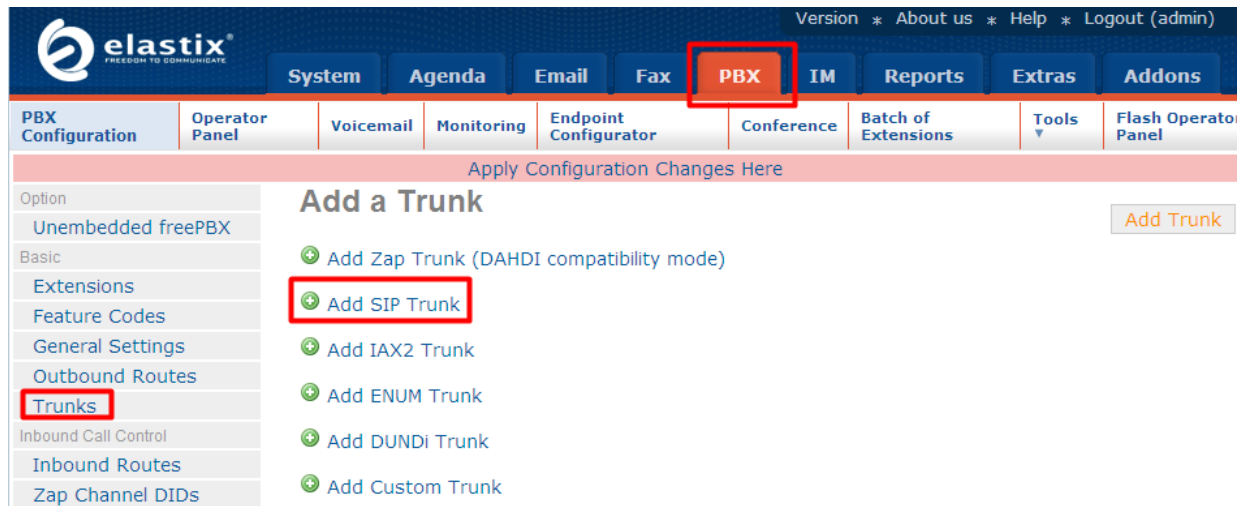 Version * About us * Help * Logout (admin)
elastix®
FREEDOM TO COMMUNICATE
System Agenda Email Fax PBX IM Reports Extras Addons
PBX Configuration Operator Panel Voicemail Monitoring Endpoint Configurator Conference Batch of Extensions Tools ▼ Flash Operator Panel
Apply Configuration Changes Here
Option
Unembedded freePBX
Basic
Extensions
Feature Codes
General Settings
Outbound Routes
Trunks
Inbound Call Control
Inbound Routes
Zap Channel DIDs
Add a Trunk
Add Trunk
Add Zap Trunk (DAHDI compatibility mode)
Add SIP Trunk
Add IAX2 Trunk
Add ENUM Trunk
Add DUNDi Trunk
Add Custom Trunk